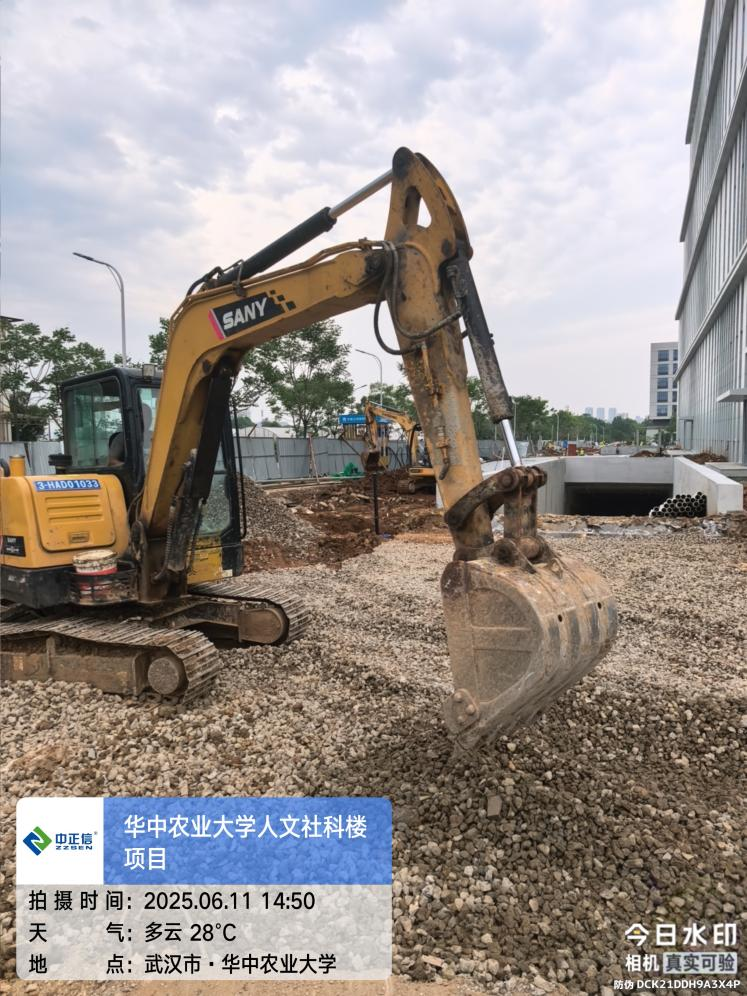 SANY
3-HAD01033
中正信
ZZSEN
华中农业大学人文社科楼
项目
拍摄时间: 2025.06.11 14:50
天气: 多云 28°C
地点: 武汉市·华中农业大学
今日水印
相机 真实可验
防伪 DCK21DDH9A3X4P